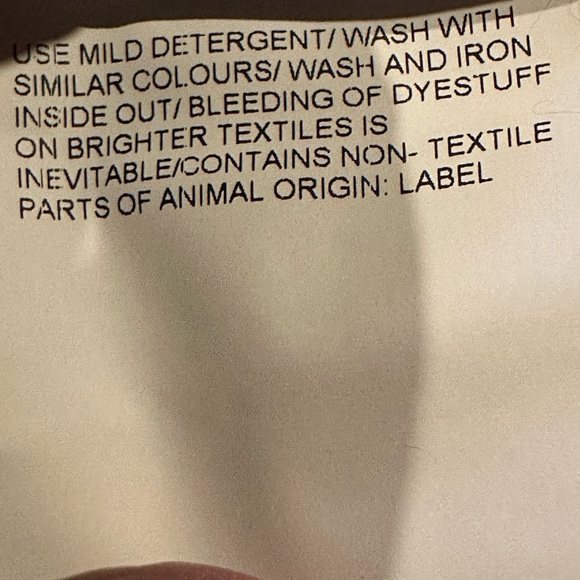 USE MILD DETERGENT/ WASH WITH
SIMILAR COLOURS/ WASH AND IRON
INSIDE OUT/ BLEEDING OF DYESTUFF
ON BRIGHTER TEXTILES IS
INEVITABLE/CONTAINS NON- TEXTILE
PARTS OF ANIMAL ORIGIN: LABEL